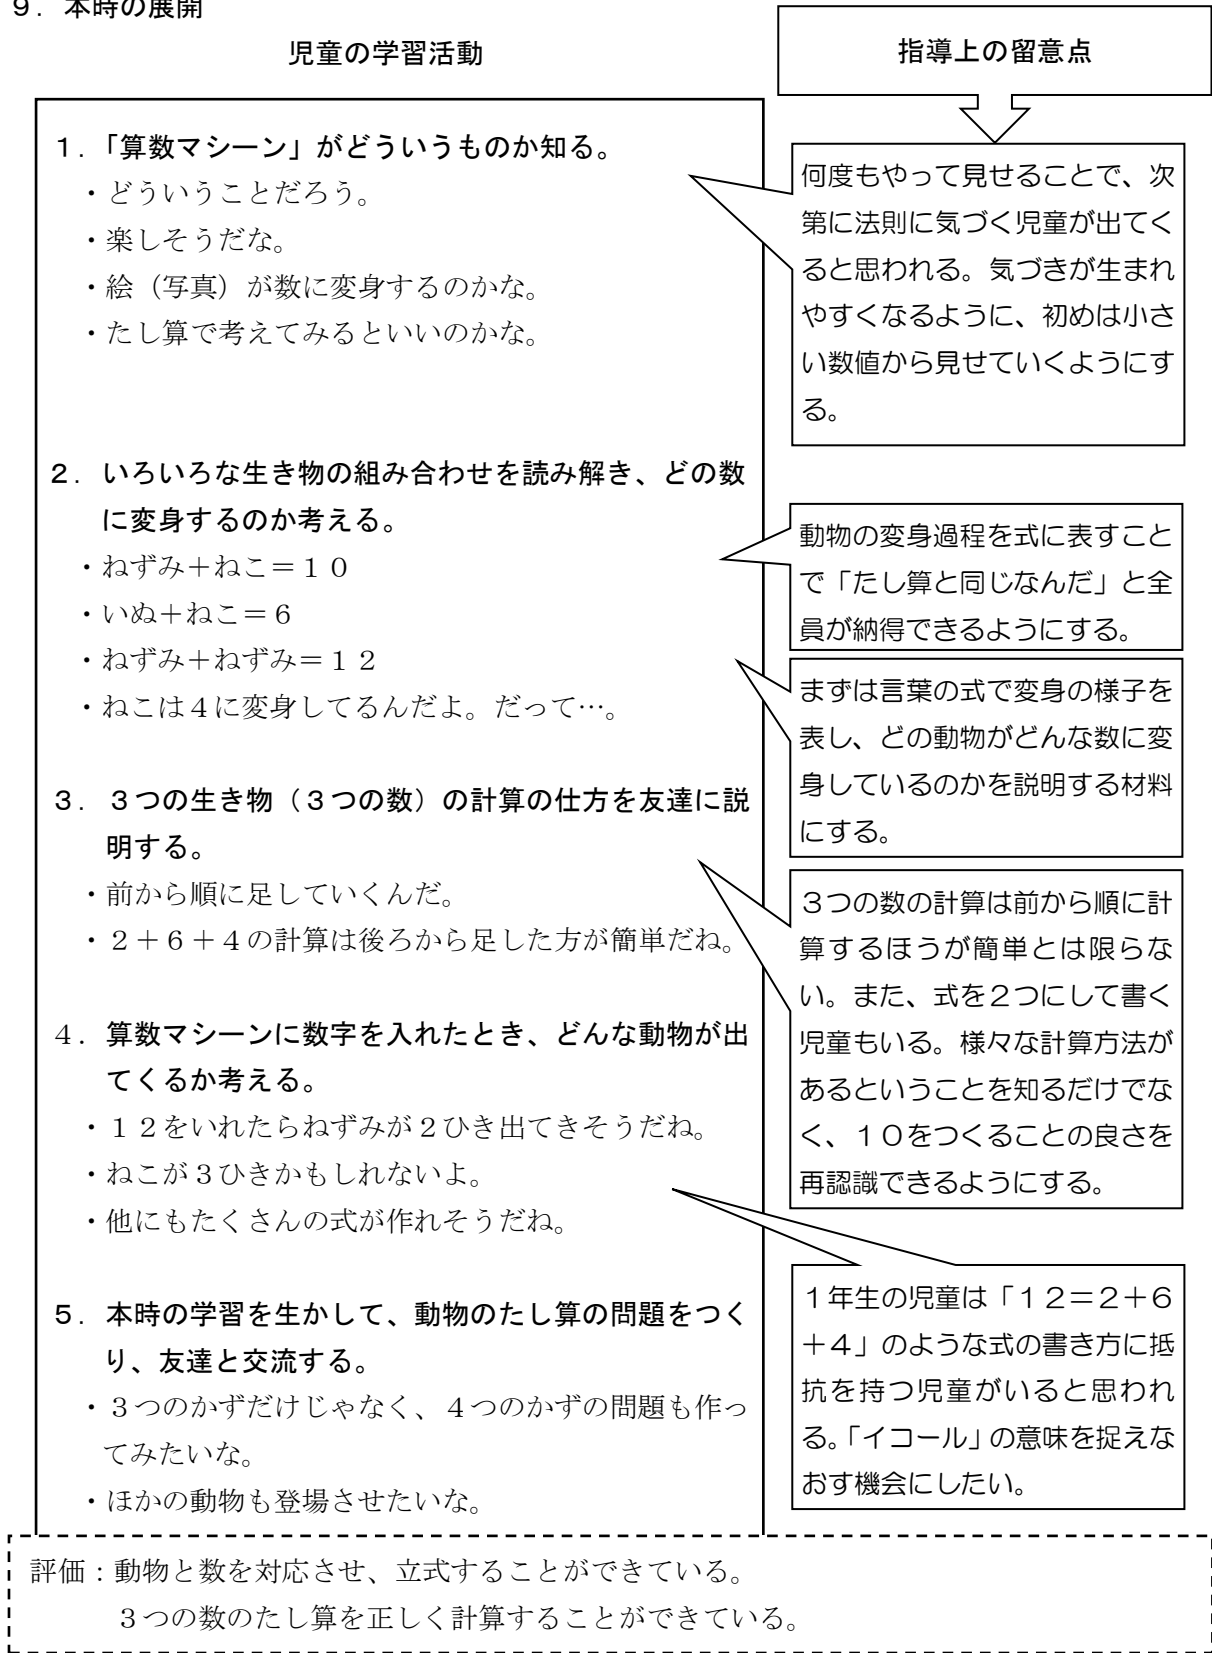 ９．本時の展開
児童の学習活動
指導上の留意点
１．「算数マシーン」がどういうものか知る。
・どういうことだろう。
・楽しそうだな。
・絵（写真）が数に変身するのかな。
・たし算で考えてみるといいのかな。
何度もやって見せることで、次
第に法則に気づく児童が出てく
ると思われる。気づきが生まれ
やすくなるように、初めは小さ
い数値から見せていくようにす
る。
２．いろいろな生き物の組み合わせを読み解き、どの数
に変身するのか考える。
・ねずみ＋ねこ＝１０
・いぬ＋ねこ＝６
・ねずみ＋ねずみ＝１２
・ねこは４に変身してるんだよ。だって…。
動物の変身過程を式に表すこと
で「たし算と同じなんだ」と全
員が納得できるようにする。
まずは言葉の式で変身の様子を
表し、どの動物がどんな数に変
身しているのかを説明する材料
にする。
３．３つの生き物（３つの数）の計算の仕方を友達に説
明する。
・前から順に足していくんだ。
・２＋６＋４の計算は後ろから足した方が簡単だね。
３つの数の計算は前から順に計
算するほうが簡単とは限らな
い。また、式を２つにして書く
児童もいる。様々な計算方法が
あるということを知るだけでな
く、１０をつくることの良さを
再認識できるようにする。
４．算数マシーンに数字を入れたとき、どんな動物が出
てくるか考える。
・１２をいれたらねずみが２ひき出てきそうだね。
・ねこが３ひきかもしれないよ。
・他にもたくさんの式が作れそうだね。
１年生の児童は「１２＝２＋６
＋４」のような式の書き方に抵
抗を持つ児童がいると思われ
る。「イコール」の意味を捉えな
おす機会にしたい。
５．本時の学習を生かして、動物のたし算の問題をつく
り、友達と交流する。
・３つのかずだけじゃなく、４つのかずの問題も作っ
てみたいな。
・ほかの動物も登場させたいな。
評価：動物と数を対応させ、立式することができている。
３つの数のたし算を正しく計算することができている。